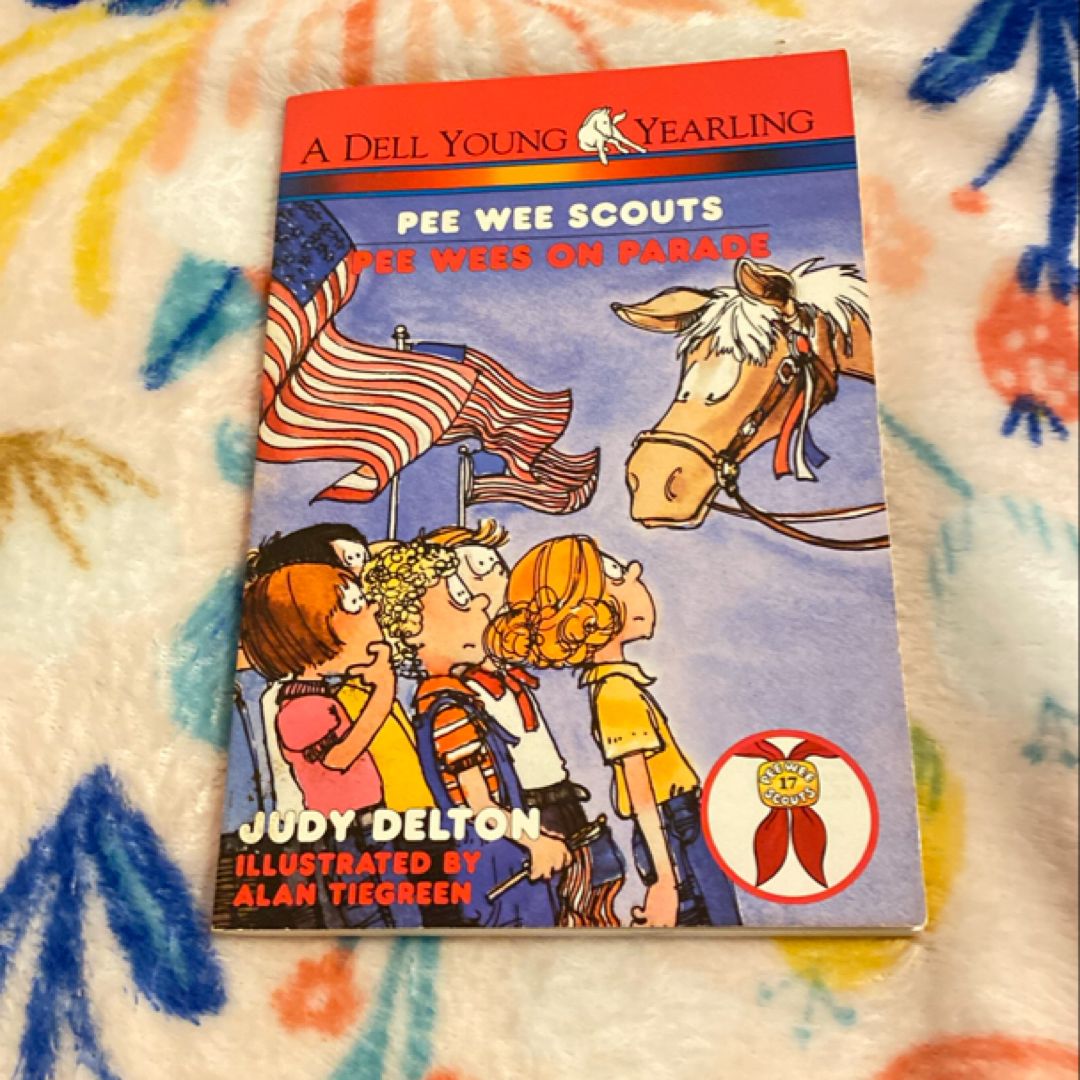 A DELL YOUNG YEARLING
PEE WEE SCOUTS
PEE WEES ON PARADE
JUDY DELTON
ILLUSTRATED BY
ALAN TIEGREEN
PEE WEE
17
SCOUTS